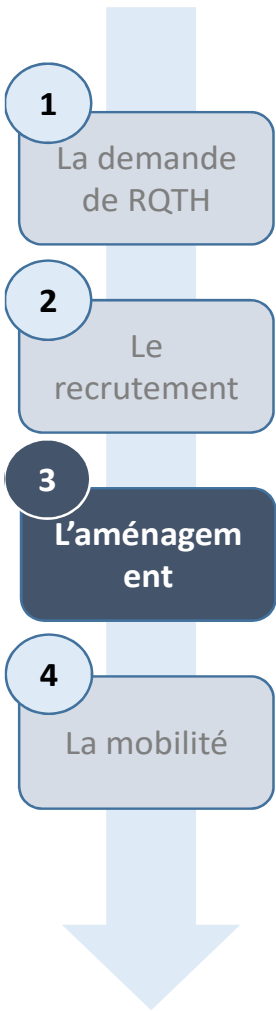 1
La demande
de RQTH
2
Le
recrutement
3
L’aménagem
ent
4
La mobilité